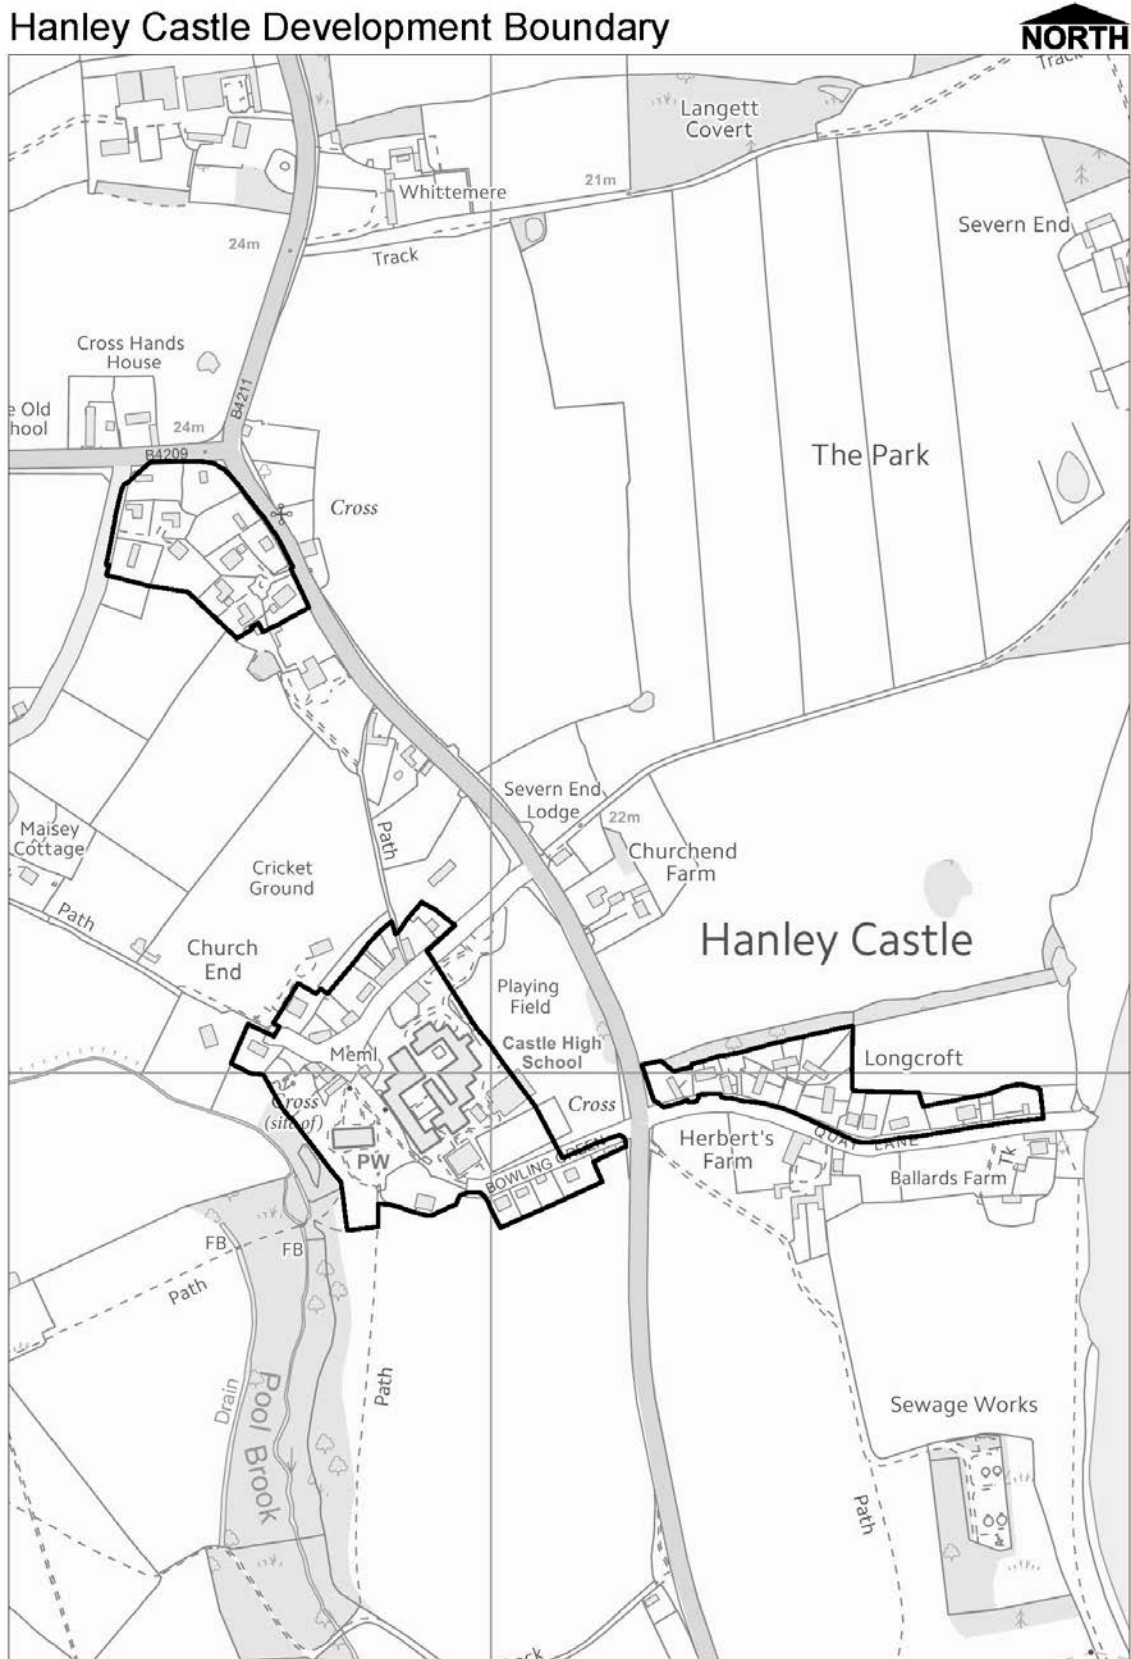 Hanley Castle Development Boundary
NORTH
Track
Langett
Covert
21m
Whittemere
Severn End
24m
Track
Cross Hands
House
B4211
e Old
hool
24m
B4209
The Park
Cross
Severn End
Lodge
22m
Maisey
Cottage
Path
Churchend
Farm
Cricket
Ground
Path
Hanley Castle
Church
End
Playing
Field
Castle High
School
Meml
Longcroft
Cross
(site of)
Cross
QUAY LANE
Herbert's
Farm
PW
BOWLING GREEN
Tk
Ballards Farm
FB
FB
Path
Path
Drain
Pool Brook
Sewage Works
Path